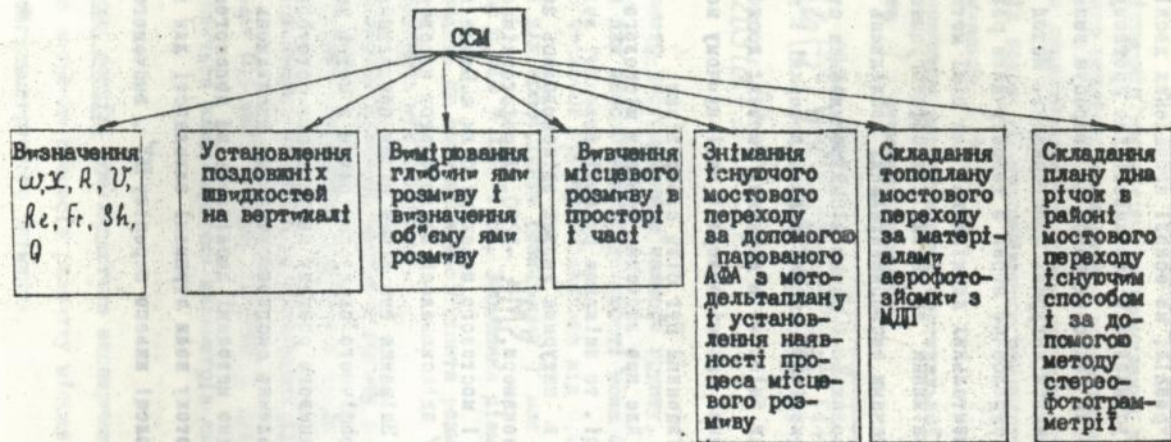 ССМ
Визначення
ω, χ, R, U,
Re, Fr, Sh,
Q
Установлення
поздовжніх
швидкостей
на вертикалі
Вимірювання
глибини ями
розмиву і
визначення
об"єму ями
розмиву
Вивчення
місцевого
розмиву в
просторі
і часі
Знімання
існуючого
мостового
переходу
за допомогою
парованого
АФА з мото-
дельтаплану
і установ-
лення наяв-
ності про-
цеса місце-
вого роз-
миву
Складання
топоплану
мостового
переходу
за матері-
алами
аерофото-
зйомки з
МДП
Складання
плану дна
річок в
районі
мостового
переходу
існуючим
способом
і за до-
помогою
методу
стерео-
фотограм-
метрії